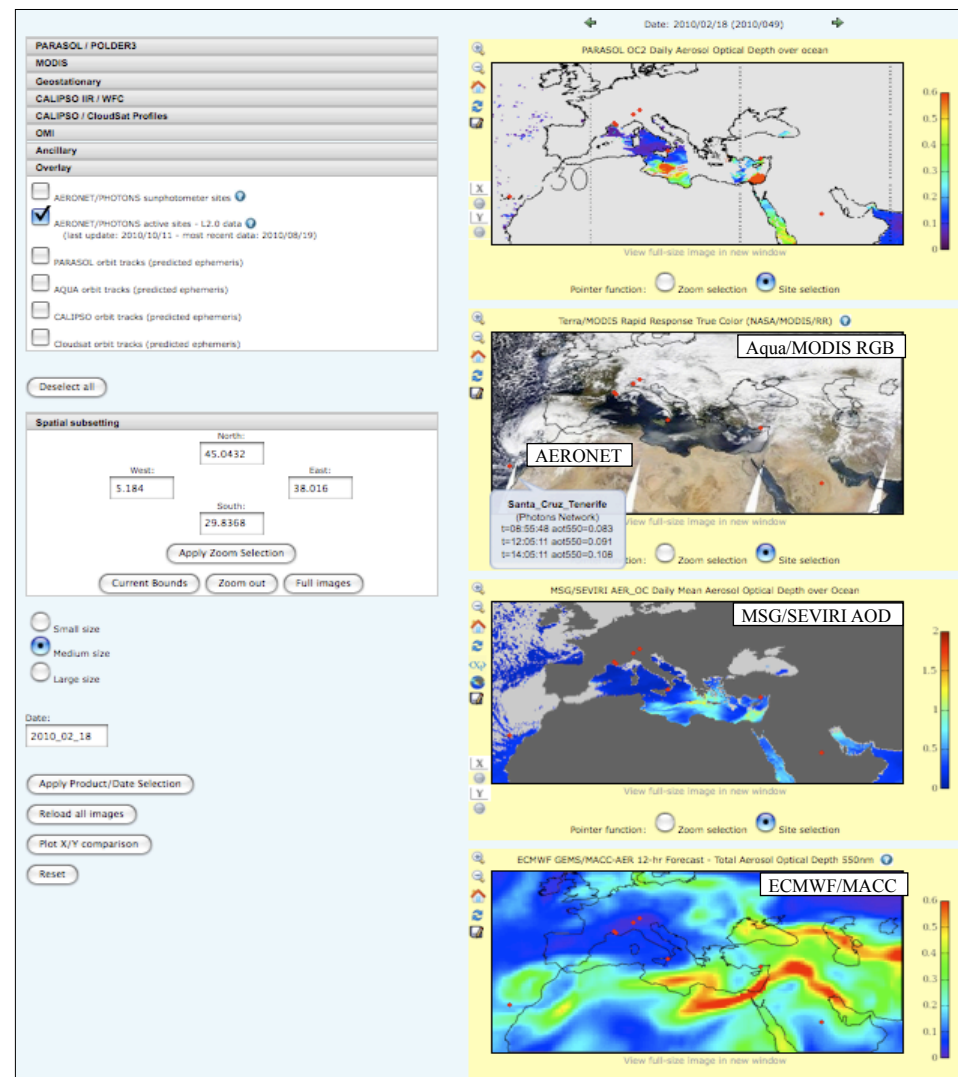 Date: 2010/02/18 (2010/049)
PARASOL / POLDER3
MODIS
Geostationary
CALIPSO IIR / WFC
CALIPSO / CloudSat Profiles
OMI
Ancillary
Overlay
AERONET/PHOTONS sunphotometer sites
AERONET/PHOTONS active sites - L2.0 data
(last update: 2010/10/11 - most recent data: 2010/08/19)
PARASOL orbit tracks (predicted ephemeris)
AQUA orbit tracks (predicted ephemeris)
CALIPSO orbit tracks (predicted ephemeris)
Cloudsat orbit tracks (predicted ephemeris)
Deselect all
Spatial subsetting
North:
45.0432
West:
East:
5.184
38.016
South:
29.8368
Apply Zoom Selection
Current Bounds
Zoom out
Full images
Small size
Medium size
Large size
Date:
2010_02_18
Apply Product/Date Selection
Reload all images
Plot X/Y comparison
Reset
PARASOL OC2 Daily Aerosol Optical Depth over ocean
30
0.6
0.5
0.4
0.3
0.2
0.1
0
X
Y
View full-size image in new window
Pointer function: Zoom selection Site selection
Terra/MODIS Rapid Response True Color (NASA/MODIS/RR)
Aqua/MODIS RGB
AERONET
Santa_Cruz_Tenerife
(Photons Network)
t=08:55:48 aot550=0.083
t=12:05:11 aot550=0.091
t=14:05:11 aot550=0.108
View full-size image in new window
tion: Zoom selection Site selection
MSG/SEVIRI AER_OC Daily Mean Aerosol Optical Depth over Ocean
MSG/SEVIRI AOD
2
1.5
1
0.5
0
X
Y
View full-size image in new window
Pointer function: Zoom selection Site selection
ECMWF GEMS/MACC-AER 12-hr Forecast - Total Aerosol Optical Depth 550nm
ECMWF/MACC
0.6
0.5
0.4
0.3
0.2
0.1
0
View full-size image in new window